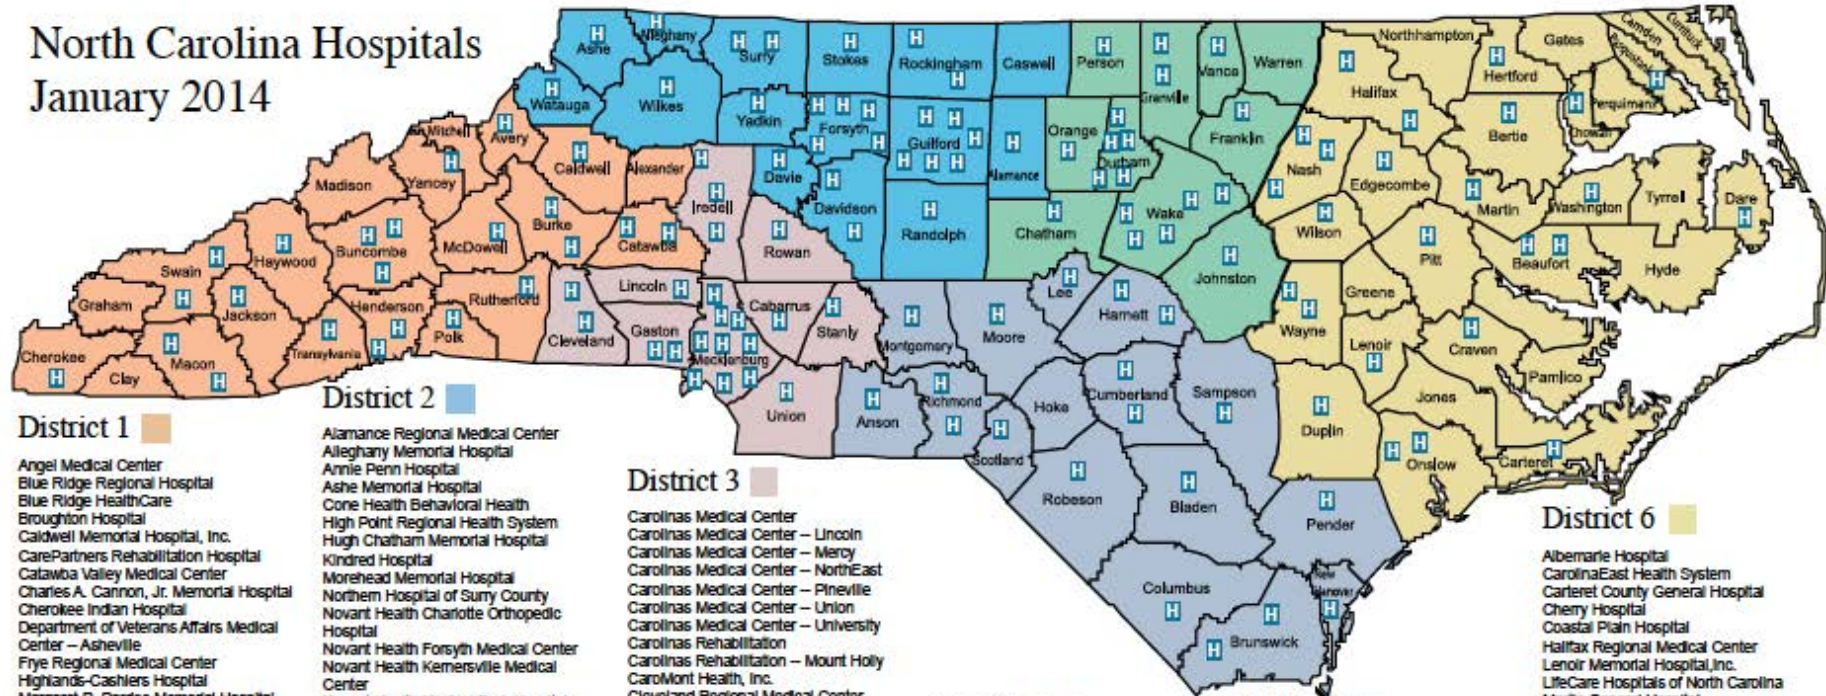 North Carolina Hospitals
January 2014
Ashe
Alleghany
Surry
Stokes
Rockingham
Caswell
Person
Granville
Vance
Warren
Northhampton
Gates
Camden
Currituck
Pasquotank
Hertford
Halifax
Watauga
Wilkes
Yadkin
Forsyth
Guilford
Alamance
Orange
Durham
Franklin
Nash
Edgecombe
Bertie
Chowan
Perquimans
Mitchell
Avery
Caldwell
Alexander
Madison
Yancey
Iredell
Davie
Davidson
Randolph
Chatham
Wake
Wilson
Martin
Washington
Tyrrell
Dare
Swain
Haywood
Buncombe
McDowell
Burke
Catawba
Rowan
Johnston
Pitt
Beaufort
Hyde
Graham
Jackson
Henderson
Rutherford
Lincoln
Cabarrus
Stanly
Montgomery
Moore
Lee
Harnett
Wayne
Greene
Lenoir
Craven
Pamlico
Cherokee
Clay
Macon
Transylvania
Polk
Cleveland
Gaston
Mecklenburg
Union
Anson
Richmond
Scotland
Hoke
Cumberland
Sampson
Duplin
Jones
Onslow
Carteret
Robeson
Bladen
Pender
Columbus
Brunswick
New
Hanover
District 1
Angel Medical Center
Blue Ridge Regional Hospital
Blue Ridge HealthCare
Broughton Hospital
Caldwell Memorial Hospital, Inc.
CarePartners Rehabilitation Hospital
Catawba Valley Medical Center
Charles A. Cannon, Jr. Memorial Hospital
Cherokee Indian Hospital
Department of Veterans Affairs Medical
Center – Asheville
Frye Regional Medical Center
Highlands-Cashiers Hospital
District 2
Alamance Regional Medical Center
Alleghany Memorial Hospital
Annie Penn Hospital
Ashe Memorial Hospital
Cone Health Behavioral Health
High Point Regional Health System
Hugh Chatham Memorial Hospital
Kindred Hospital
Morehead Memorial Hospital
Northern Hospital of Surry County
Novant Health Charlotte Orthopedic
Hospital
Novant Health Forsyth Medical Center
Novant Health Kernersville Medical
Center
District 3
Carolinas Medical Center
Carolinas Medical Center – Lincoln
Carolinas Medical Center – Mercy
Carolinas Medical Center – NorthEast
Carolinas Medical Center – Pineville
Carolinas Medical Center – Union
Carolinas Medical Center – University
Carolinas Rehabilitation
Carolinas Rehabilitation – Mount Holly
CaroMont Health, Inc.
Cleveland Regional Medical Center
District 6
Albemarle Hospital
CarolinaEast Health System
Carteret County General Hospital
Cherry Hospital
Coastal Plain Hospital
Halifax Regional Medical Center
Lenoir Memorial Hospital,Inc.
LifeCare Hospitals of North Carolina